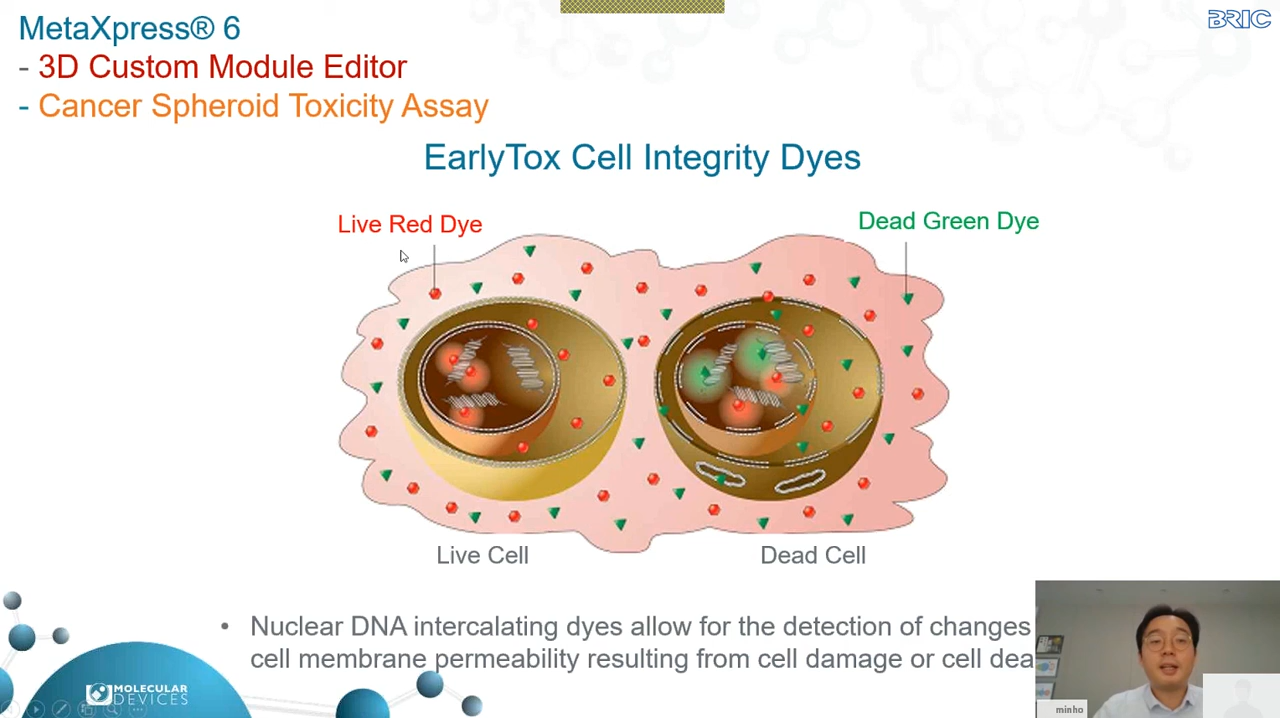 MetaXpress® 6
BRIC
- 3D Custom Module Editor
- Cancer Spheroid Toxicity Assay
EarlyTox Cell Integrity Dyes
Live Red Dye
Dead Green Dye
Live Cell
Dead Cell
• Nuclear DNA intercalating dyes allow for the detection of changes
cell membrane permeability resulting from cell damage or cell dea
MOLECULAR
DEVICES
minho